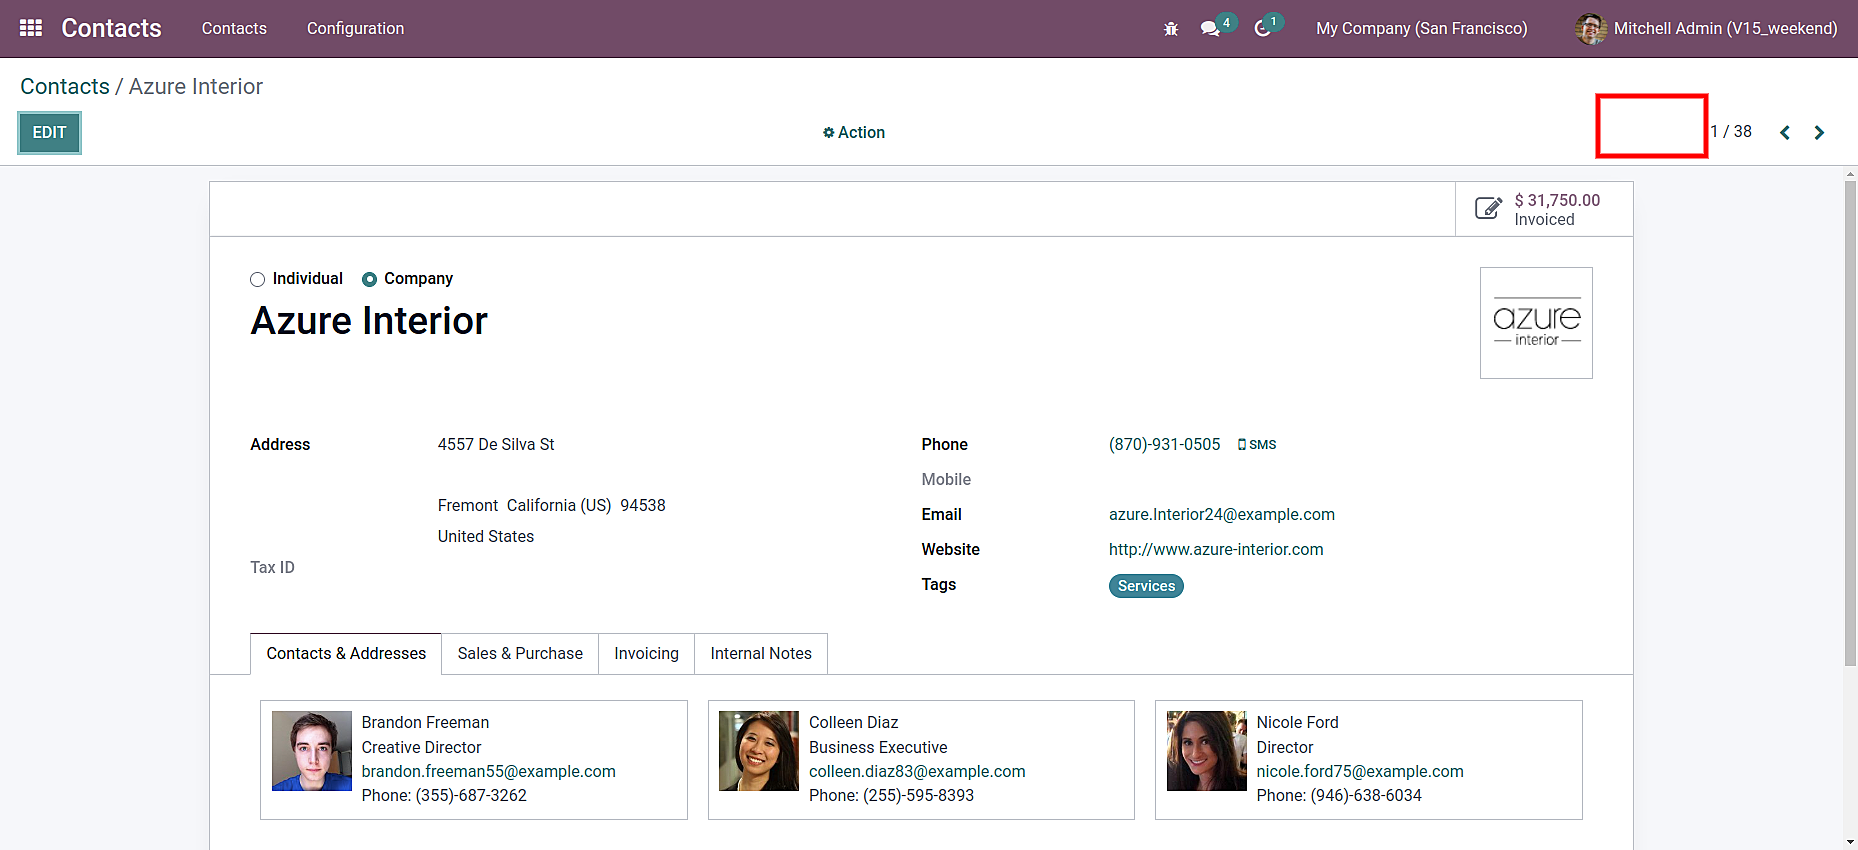 Contacts Contacts Configuration 4 1 My Company (San Francisco) Mitchell Admin (V15_weekend)
Contacts / Azure Interior
EDIT Action 1 / 38
$ 31,750.00
Invoiced
Individual Company
Azure Interior
azure
interior
Address 4557 De Silva St
Fremont California (US) 94538
United States
Tax ID
Phone (870)-931-0505 SMS
Mobile
Email azure.Interior24@example.com
Website http://www.azure-interior.com
Tags Services
Contacts & Addresses Sales & Purchase Invoicing Internal Notes
Brandon Freeman
Creative Director
brandon.freeman55@example.com
Phone: (355)-687-3262
Colleen Diaz
Business Executive
colleen.diaz83@example.com
Phone: (255)-595-8393
Nicole Ford
Director
nicole.ford75@example.com
Phone: (946)-638-6034